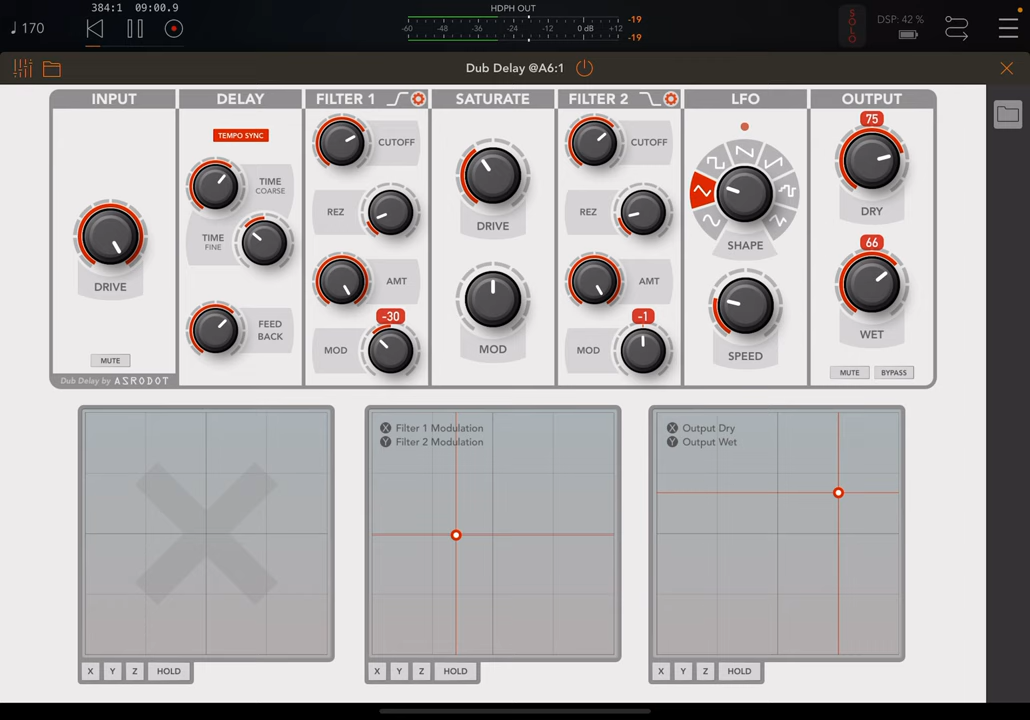 384:1 09:00.9
170
HDPH OUT
-60 -48 -36 -24 -12 0 dB +12
-19
-19
SOLO
DSP: 42 %
Dub Delay @A6:1
INPUT
DRIVE
MUTE
Dub Delay by ASRODOT
DELAY
TEMPO SYNC
TIME
COARSE
TIME
FINE
FEED
BACK
FILTER 1
CUTOFF
REZ
AMT
-30
MOD
SATURATE
DRIVE
MOD
FILTER 2
CUTOFF
REZ
AMT
-1
MOD
LFO
SHAPE
SPEED
OUTPUT
75
DRY
66
WET
MUTE BYPASS
X Y Z HOLD
X Filter 1 Modulation
Y Filter 2 Modulation
X Y Z HOLD
X Output Dry
Y Output Wet
X Y Z HOLD